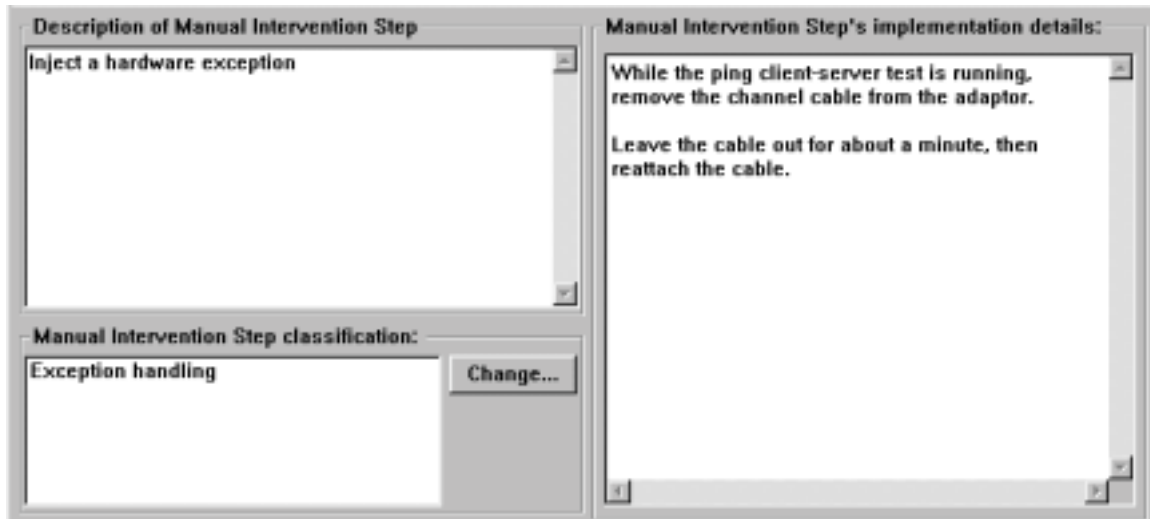 Description of Manual Intervention Step
Inject a hardware exception
Manual Intervention Step classification:
Exception handling
Change...
Manual Intervention Step's implementation details:
While the ping client-server test is running,
remove the channel cable from the adaptor.
Leave the cable out for about a minute, then
reattach the cable.